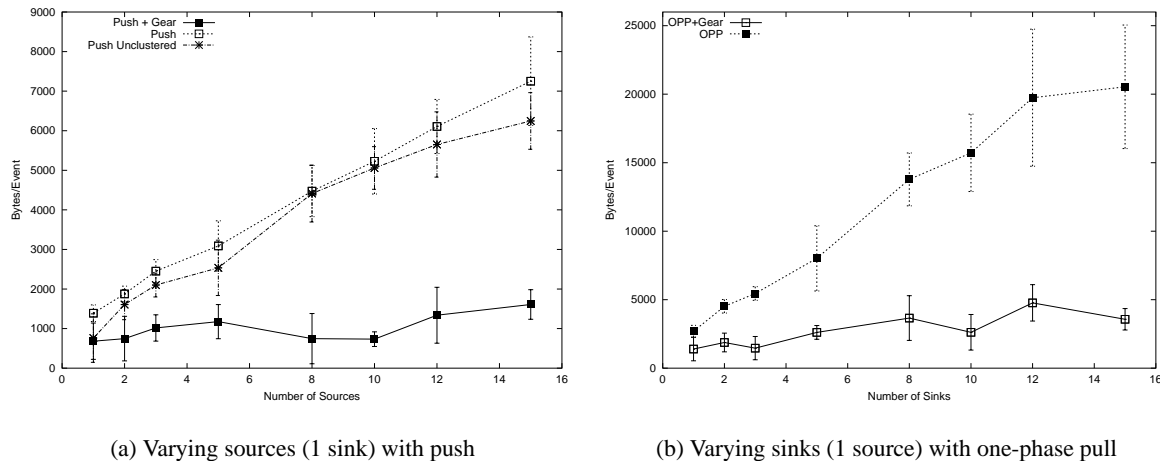 9000
8000
7000
6000
5000
4000
3000
2000
1000
0
Bytes/Event
Push + Gear
Push
Push Unclustered
0 2 4 6 8 10 12 14 16
Number of Sources
(a) Varying sources (1 sink) with push
25000
20000
15000
10000
5000
0
Bytes/Event
OPP+Gear
OPP
0 2 4 6 8 10 12 14 16
Number of Sinks
(b) Varying sinks (1 source) with one-phase pull